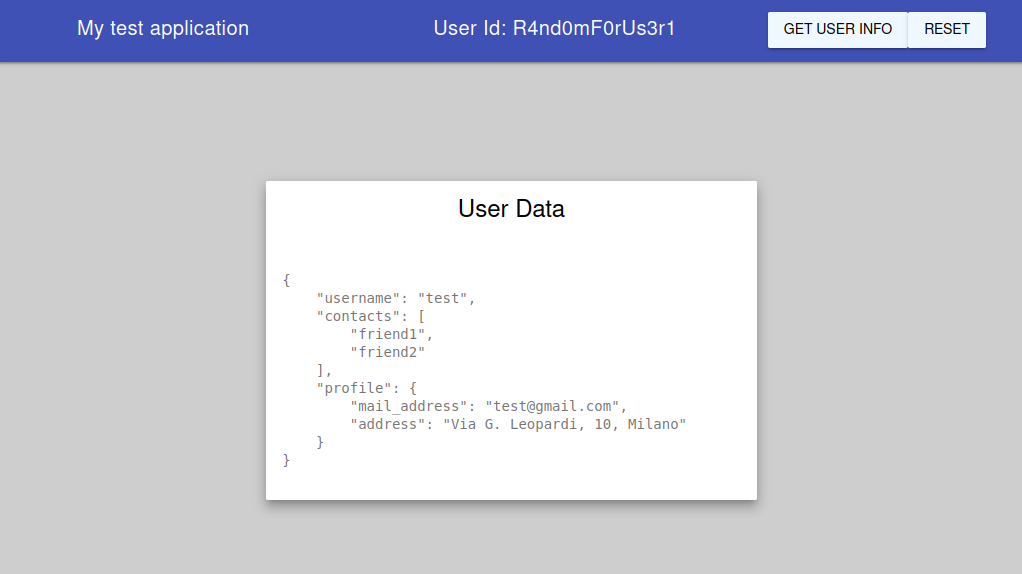 My test application
User Id: R4nd0mF0rUs3r1
GET USER INFO
RESET
User Data
{
    "username": "test",
    "contacts": [
        "friend1",
        "friend2"
    ],
    "profile": {
        "mail_address": "test@gmail.com",
        "address": "Via G. Leopardi, 10, Milano"
    }
}